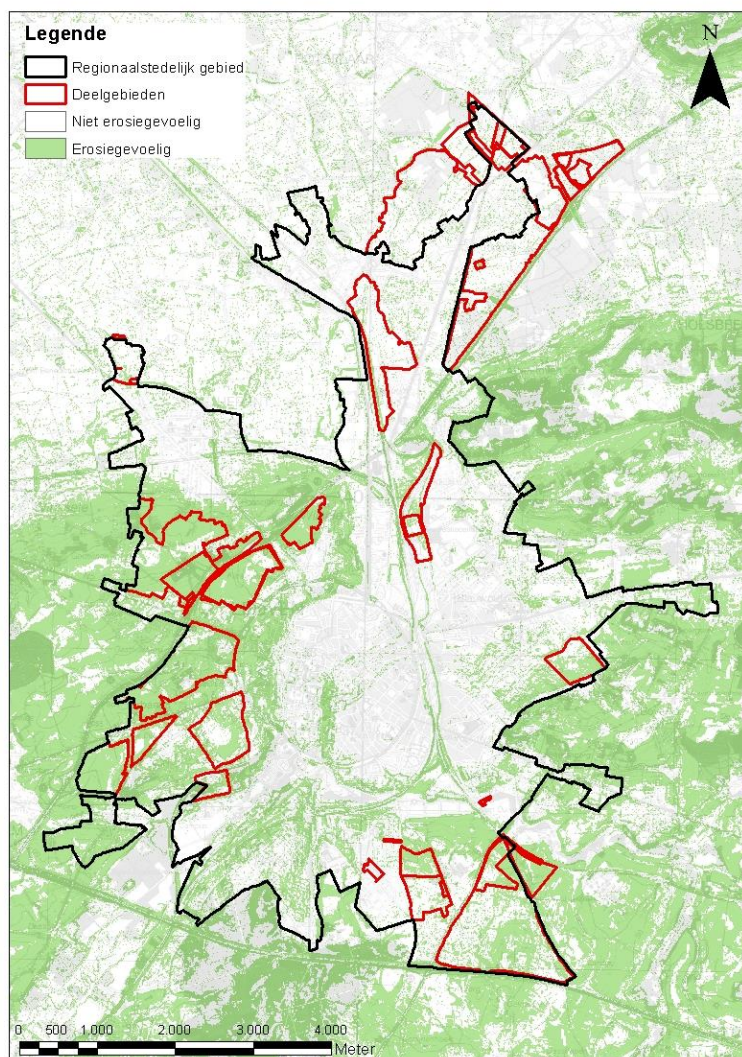 Legende
N
Regionaalstedelijk gebied
Deelgebieden
Niet erosiegevoelig
Erosiegevoelig
0 500 1.000 2.000 3.000 4.000
Meter